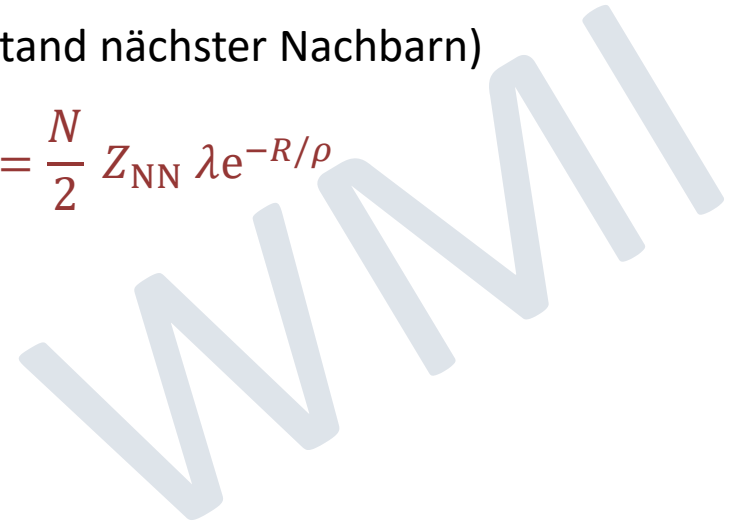 tand nächster Nachbarn)
= N/2 Z_NN λe^{−R/ρ}
WMI